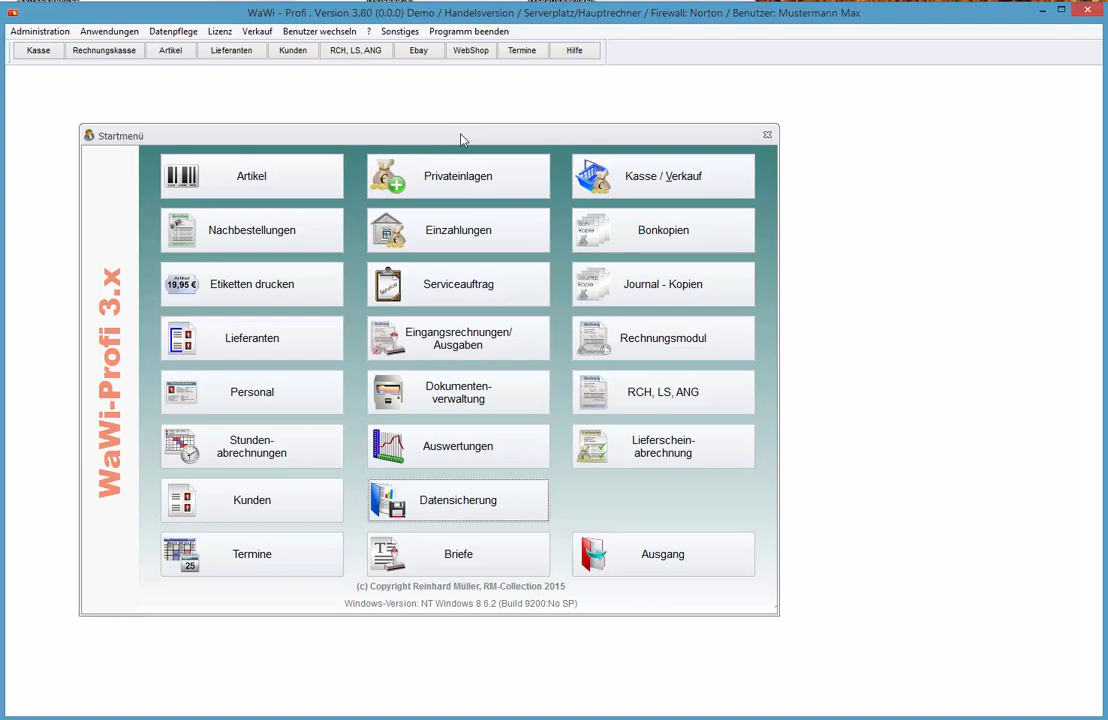 WaWi - Profi , Version 3.80 (0.0.0) Demo / Handelsversion / Serverplatz/Hauptrechner / Firewall: Norton / Benutzer: Mustermann Max
Administration Anwendungen Datenpflege Lizenz Verkauf Benutzer wechseln ? Sonstiges Programm beenden
Kasse Rechnungskasse Artikel Lieferanten Kunden RCH, LS, ANG Ebay WebShop Termine Hilfe
Startmenü
WaWi-Profi 3.x
Artikel
Privateinlagen
Kasse / Verkauf
Nachbestellungen
Einzahlungen
Bonkopien
Artikel
19,95 €
Etiketten drucken
Service
Serviceauftrag
Kopie
Journal - Kopien
Lieferanten
Eingangsrechnungen/
Ausgaben
Rechnungsmodul
Personal
Dokumenten-
verwaltung
RCH, LS, ANG
Stunden-
abrechnungen
Auswertungen
Lieferschein-
abrechnung
Kunden
Datensicherung
25
Termine
Briefe
Ausgang
(c) Copyright Reinhard Müller, RM-Collection 2015
Windows-Version: NT Windows 8 6.2 (Build 9200:No SP)